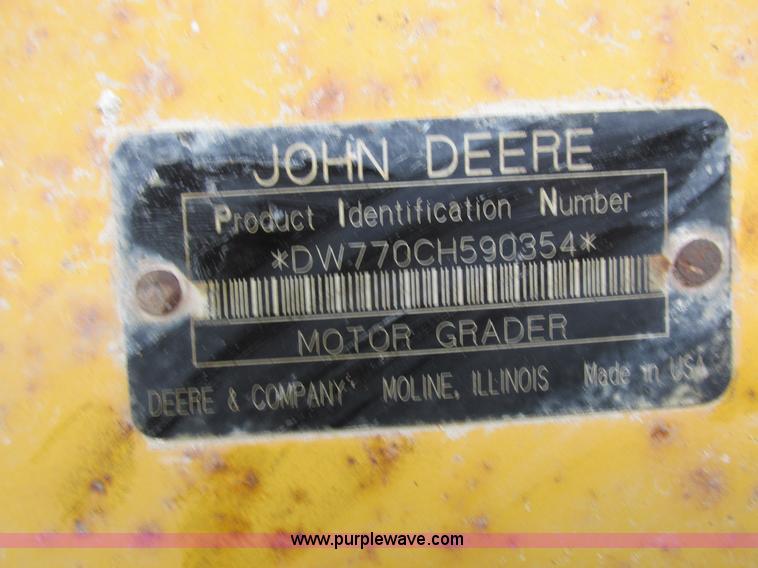 JOHN DEERE
Product Identification Number
*DW770CH590354*
MOTOR GRADER
DEERE & COMPANY MOLINE, ILLINOIS Made in USA
www.purplewave.com